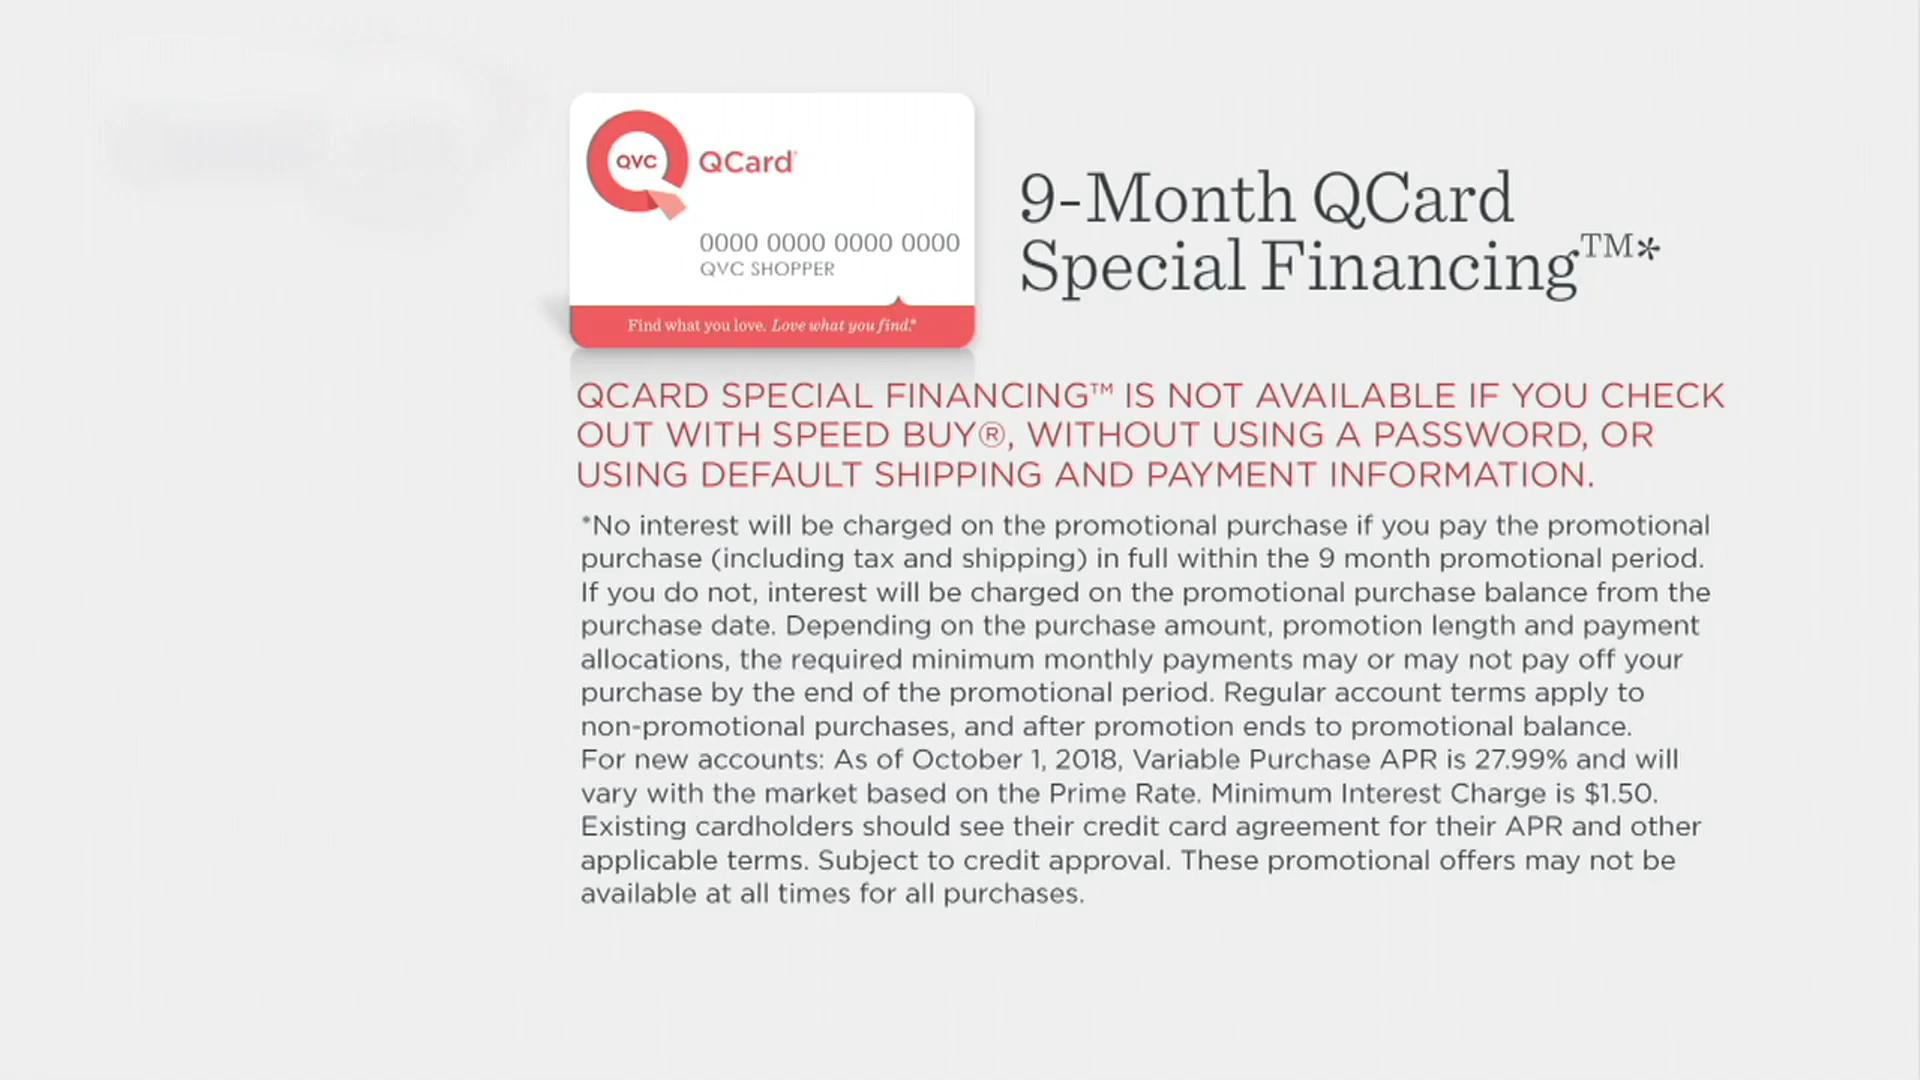 QVC
QCard
0000 0000 0000 0000
QVC SHOPPER
Find what you love. Love what you find.®
9-Month QCard
Special Financing™*
QCARD SPECIAL FINANCING™ IS NOT AVAILABLE IF YOU CHECK
OUT WITH SPEED BUY®, WITHOUT USING A PASSWORD, OR
USING DEFAULT SHIPPING AND PAYMENT INFORMATION.
*No interest will be charged on the promotional purchase if you pay the promotional
purchase (including tax and shipping) in full within the 9 month promotional period.
If you do not, interest will be charged on the promotional purchase balance from the
purchase date. Depending on the purchase amount, promotion length and payment
allocations, the required minimum monthly payments may or may not pay off your
purchase by the end of the promotional period. Regular account terms apply to
non-promotional purchases, and after promotion ends to promotional balance.
For new accounts: As of October 1, 2018, Variable Purchase APR is 27.99% and will
vary with the market based on the Prime Rate. Minimum Interest Charge is $1.50.
Existing cardholders should see their credit card agreement for their APR and other
applicable terms. Subject to credit approval. These promotional offers may not be
available at all times for all purchases.